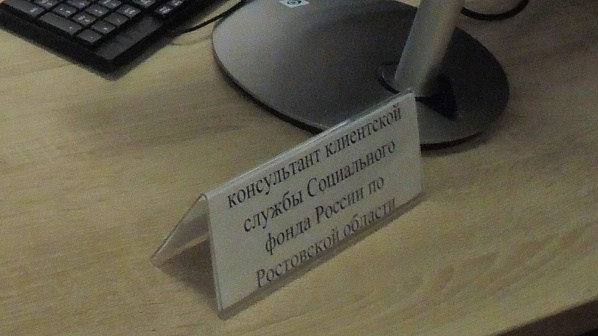 консультант клиентской
службы Социального
фонда России по
Ростовской области